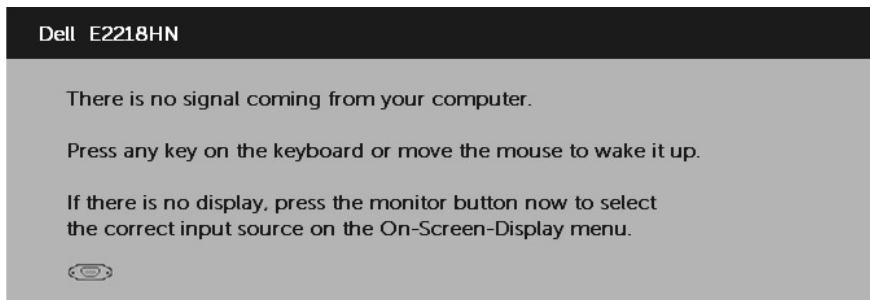 Dell E2218HN
There is no signal coming from your computer.
Press any key on the keyboard or move the mouse to wake it up.
If there is no display, press the monitor button now to select
the correct input source on the On-Screen-Display menu.